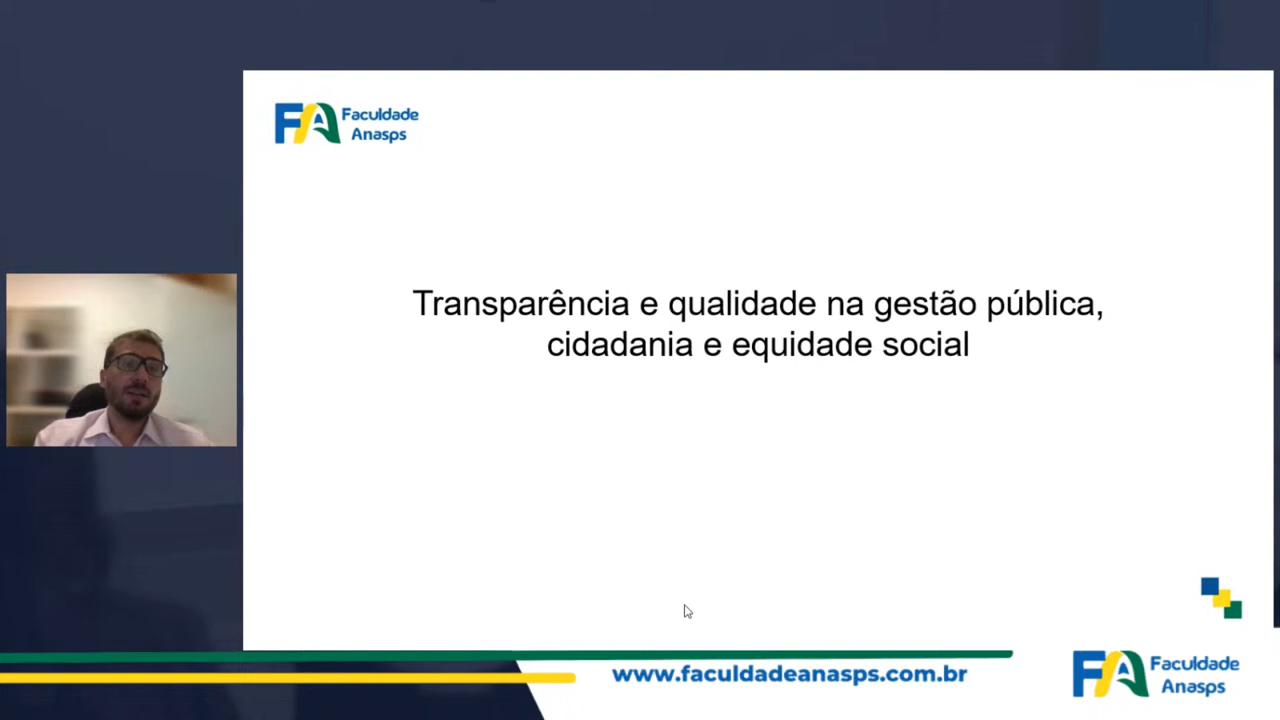 Faculdade
Anasps
Transparência e qualidade na gestão pública,
cidadania e equidade social
www.faculdadeanasps.com.br
Faculdade
Anasps